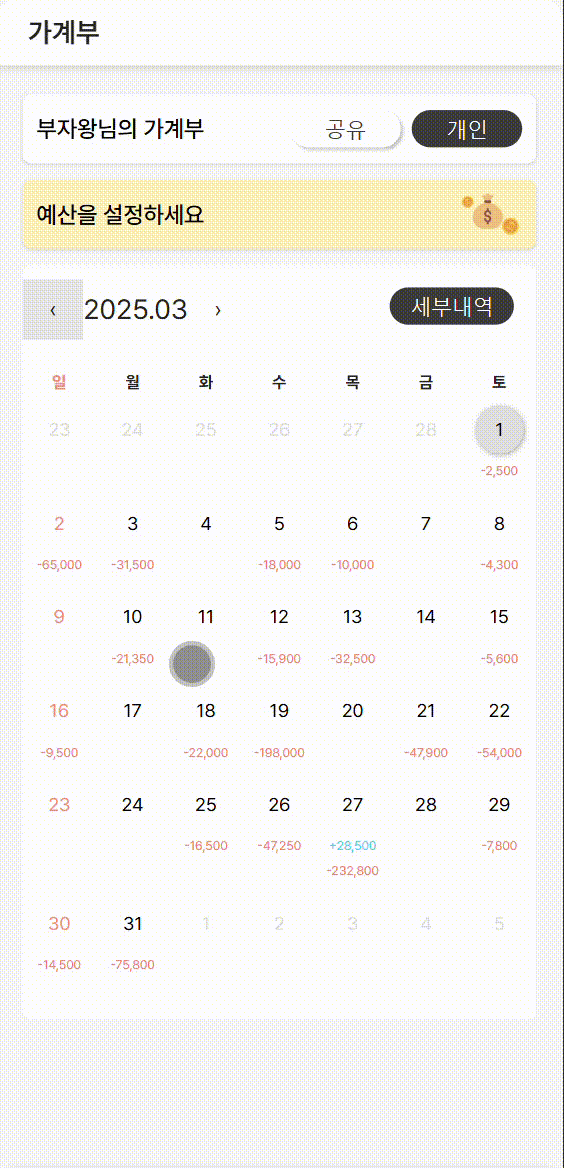 가계부
부자왕님의 가계부 공유 개인
예산을 설정하세요
‹ 2025.03 › 세부내역
일 월 화 수 목 금 토
23 24 25 26 27 28 1
-2,500
2 3 4 5 6 7 8
-65,000 -31,500 -18,000 -10,000 -4,300
9 10 11 12 13 14 15
-21,350 -15,900 -32,500 -5,600
16 17 18 19 20 21 22
-9,500 -22,000 -198,000 -47,900 -54,000
23 24 25 26 27 28 29
-16,500 -47,250 +28,500 -7,800
-232,800
30 31 1 2 3 4 5
-14,500 -75,800